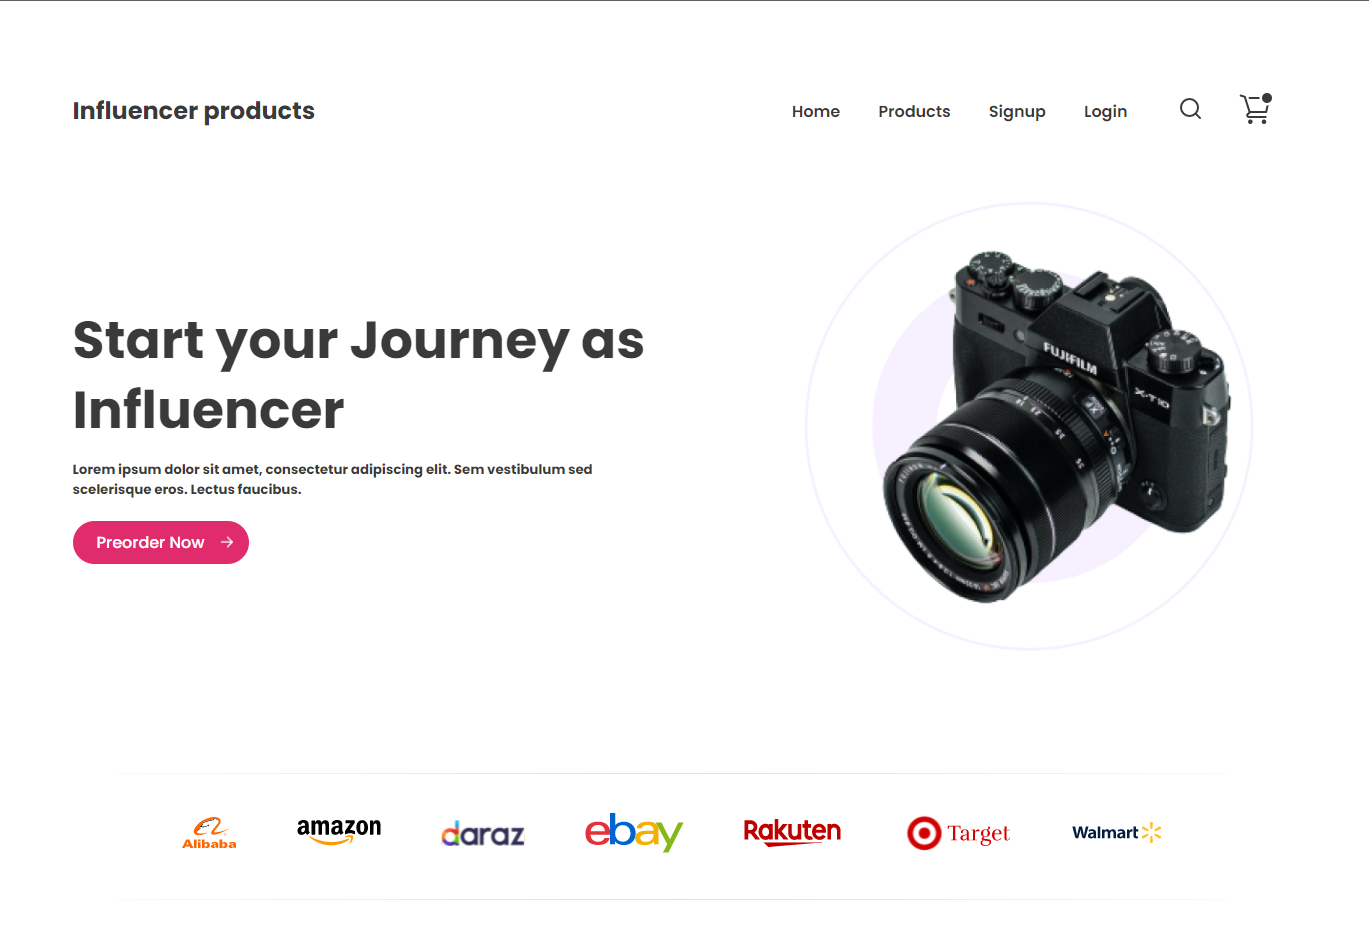 Influencer products
Home Products Signup Login
Start your Journey as
Influencer
Lorem ipsum dolor sit amet, consectetur adipiscing elit. Sem vestibulum sed
scelerisque eros. Lectus faucibus.
Preorder Now
FUJIFILM
X-T10
Alibaba
amazon
daraz
ebay
Rakuten
Target
Walmart